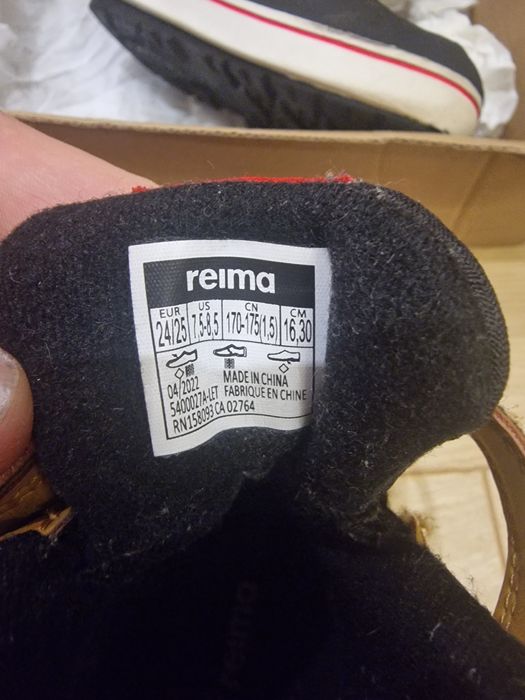 reima
EUR US CN CM
24/25 7,5-8,5 170-175(1,5) 16,30
04/2022 MADE IN CHINA
5400027A-LET FABRIQUE EN CHINE
RN158093 CA 02764
reima